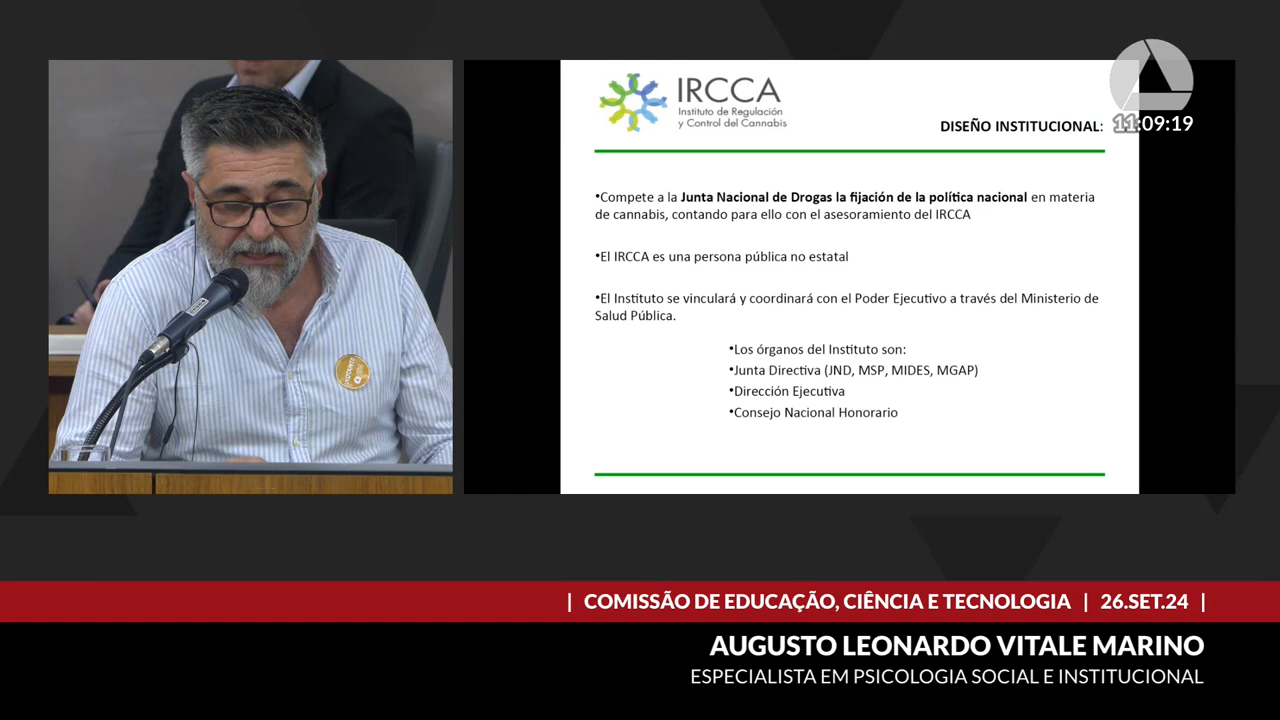 IRCCA
Instituto de Regulación
y Control del Cannabis
DISEÑO INSTITUCIONAL:
11:09:19
•Compete a la Junta Nacional de Drogas la fijación de la política nacional en materia
de cannabis, contando para ello con el asesoramiento del IRCCA
•El IRCCA es una persona pública no estatal
•El Instituto se vinculará y coordinará con el Poder Ejecutivo a través del Ministerio de
Salud Pública.
•Los órganos del Instituto son:
•Junta Directiva (JND, MSP, MIDES, MGAP)
•Dirección Ejecutiva
•Consejo Nacional Honorario
| COMISSÃO DE EDUCAÇÃO, CIÊNCIA E TECNOLOGIA | 26.SET.24 |
AUGUSTO LEONARDO VITALE MARINO
ESPECIALISTA EM PSICOLOGIA SOCIAL E INSTITUCIONAL